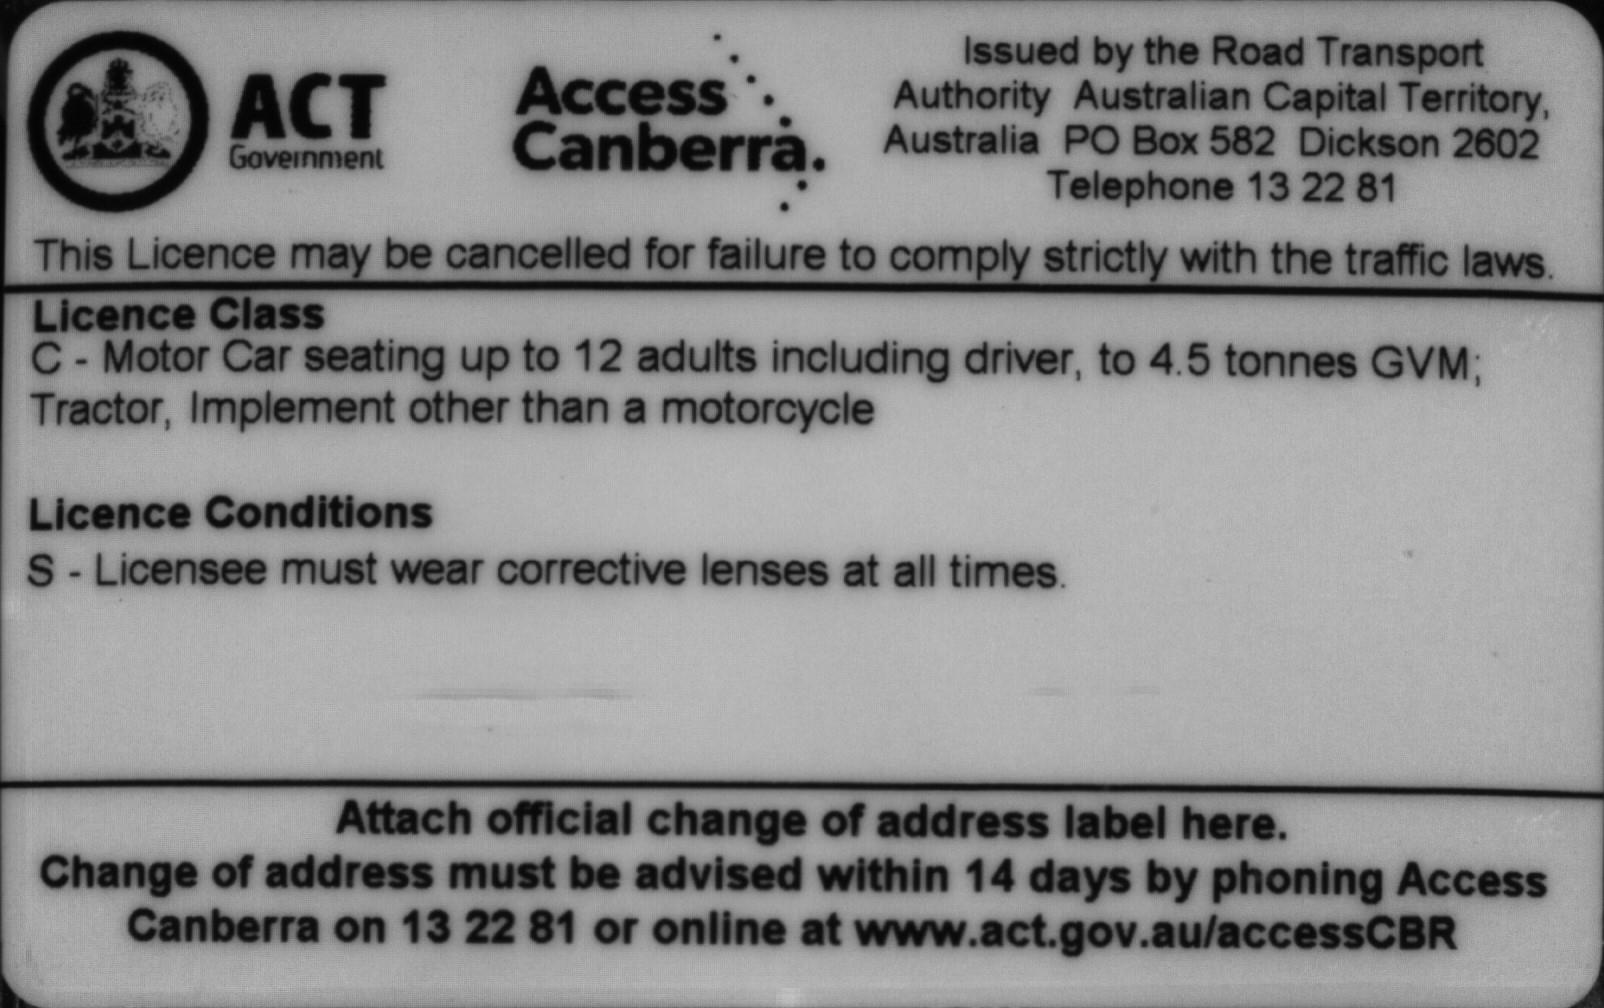 ACT
Government
Access
Canberra.
Issued by the Road Transport
Authority Australian Capital Territory,
Australia PO Box 582 Dickson 2602
Telephone 13 22 81
This Licence may be cancelled for failure to comply strictly with the traffic laws.
Licence Class
C - Motor Car seating up to 12 adults including driver, to 4.5 tonnes GVM;
Tractor, Implement other than a motorcycle
Licence Conditions
S - Licensee must wear corrective lenses at all times.
Attach official change of address label here.
Change of address must be advised within 14 days by phoning Access
Canberra on 13 22 81 or online at www.act.gov.au/accessCBR